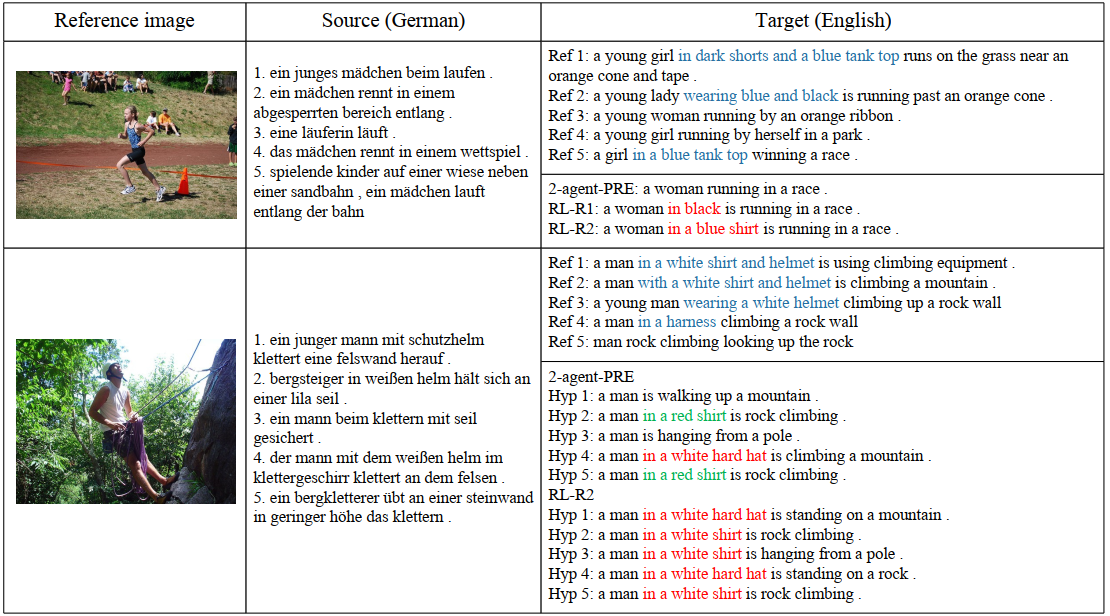 Reference image
Source (German)
Target (English)
1. ein junges mädchen beim laufen .
2. ein mädchen rennt in einem
abgesperrten bereich entlang .
3. eine läuferin läuft .
4. das mädchen rennt in einem wettspiel .
5. spielende kinder auf einer wiese neben
einer sandbahn , ein mädchen lauft
entlang der bahn
Ref 1: a young girl in dark shorts and a blue tank top runs on the grass near an
orange cone and tape .
Ref 2: a young lady wearing blue and black is running past an orange cone .
Ref 3: a young woman running by an orange ribbon .
Ref 4: a young girl running by herself in a park .
Ref 5: a girl in a blue tank top winning a race .
2-agent-PRE: a woman running in a race .
RL-R1: a woman in black is running in a race .
RL-R2: a woman in a blue shirt is running in a race .
1. ein junger mann mit schutzhelm
klettert eine felswand herauf .
2. bergsteiger in weißen helm hält sich an
einer lila seil .
3. ein mann beim klettern mit seil
gesichert .
4. der mann mit dem weißen helm im
klettergeschirr klettert an dem felsen .
5. ein bergkletterer übt an einer steinwand
in geringer höhe das klettern .
Ref 1: a man in a white shirt and helmet is using climbing equipment .
Ref 2: a man with a white shirt and helmet is climbing a mountain .
Ref 3: a young man wearing a white helmet climbing up a rock wall
Ref 4: a man in a harness climbing a rock wall
Ref 5: man rock climbing looking up the rock
2-agent-PRE
Hyp 1: a man is walking up a mountain .
Hyp 2: a man in a red shirt is rock climbing .
Hyp 3: a man is hanging from a pole .
Hyp 4: a man in a white hard hat is climbing a mountain .
Hyp 5: a man in a red shirt is rock climbing .
RL-R2
Hyp 1: a man in a white hard hat is standing on a mountain .
Hyp 2: a man in a white shirt is rock climbing .
Hyp 3: a man in a white shirt is hanging from a pole .
Hyp 4: a man in a white hard hat is standing on a rock .
Hyp 5: a man in a white shirt is rock climbing .